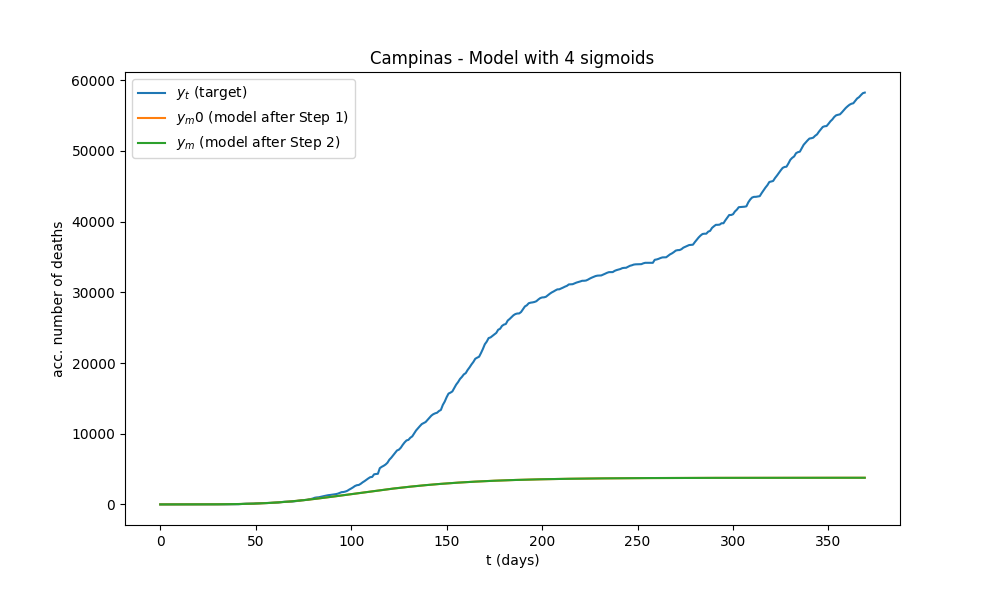 Campinas - Model with 4 sigmoids
y_t (target)
y_m0 (model after Step 1)
y_m (model after Step 2)
60000
50000
40000
30000
20000
10000
0
acc. number of deaths
0 50 100 150 200 250 300 350
t (days)